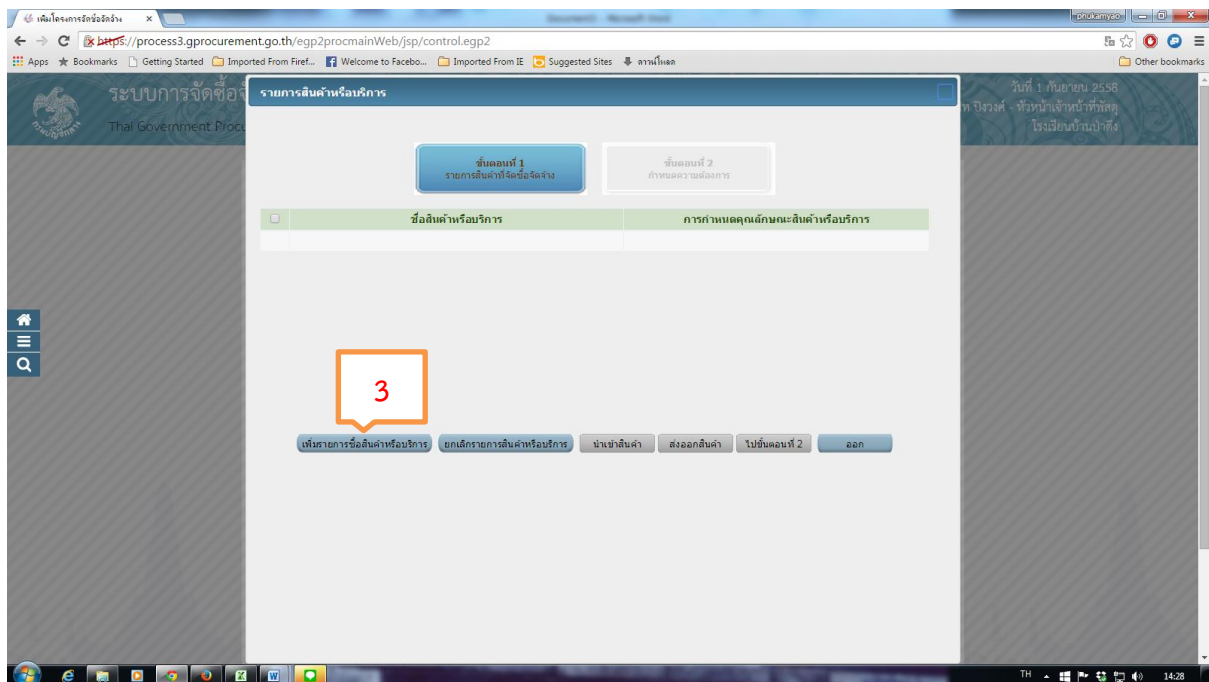 เพิ่มโครงการจัดซื้อจัดจ้าง
pnukamyao
https://process3.gprocurement.go.th/egp2procmainWeb/jsp/control.egp2
Apps Bookmarks Getting Started Imported From Firef... Welcome to Facebo... Imported From IE Suggested Sites ดาวน์โหลด Other bookmarks
ระบบการจัดซื้อจ
Thai Government Procu
รายการสินค้าหรือบริการ
วันที่ 1 กันยายน 2558
ปิงวงศ์ - หัวหน้าเจ้าหน้าที่พัสดุ
โรงเรียนบ้านป่าตึง
ขั้นตอนที่ 1
รายการสินค้าที่จัดซื้อจัดจ้าง
ขั้นตอนที่ 2
กำหนดความต้องการ
ชื่อสินค้าหรือบริการ การกำหนดคุณลักษณะสินค้าหรือบริการ
3
เพิ่มรายการชื่อสินค้าหรือบริการ ยกเลิกรายการสินค้าหรือบริการ นำเข้าสินค้า ส่งออกสินค้า ไปขั้นตอนที่ 2 ออก
TH 14:28